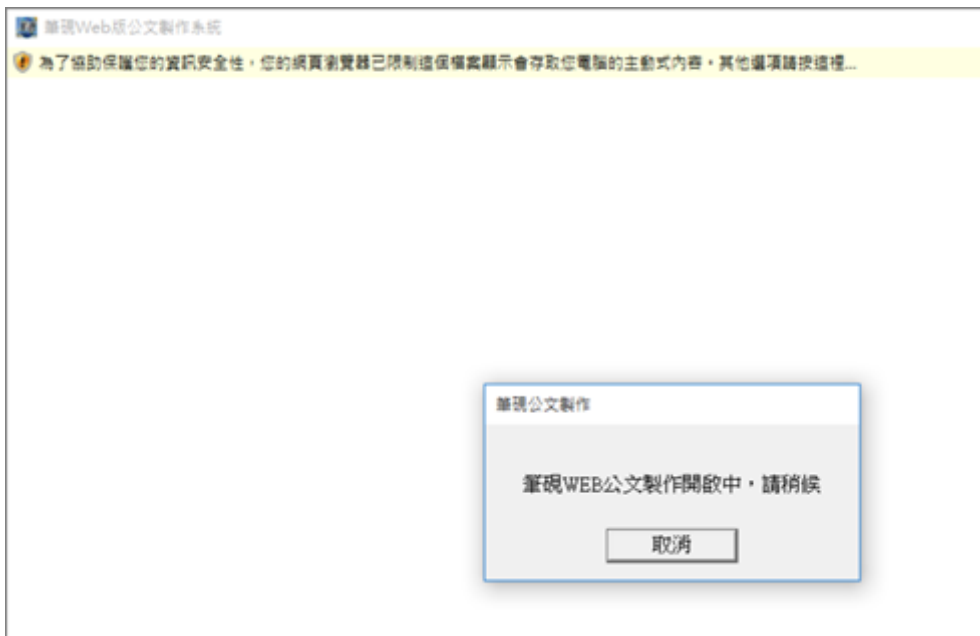 筆硯Web版公文製作系統
為了協助保護您的資訊安全性，您的網頁瀏覽器已限制這個檔案顯示會存取您電腦的主動式內容。其他選項請按這裡...
筆硯公文製作
筆硯WEB公文製作開啟中，請稍候
取消